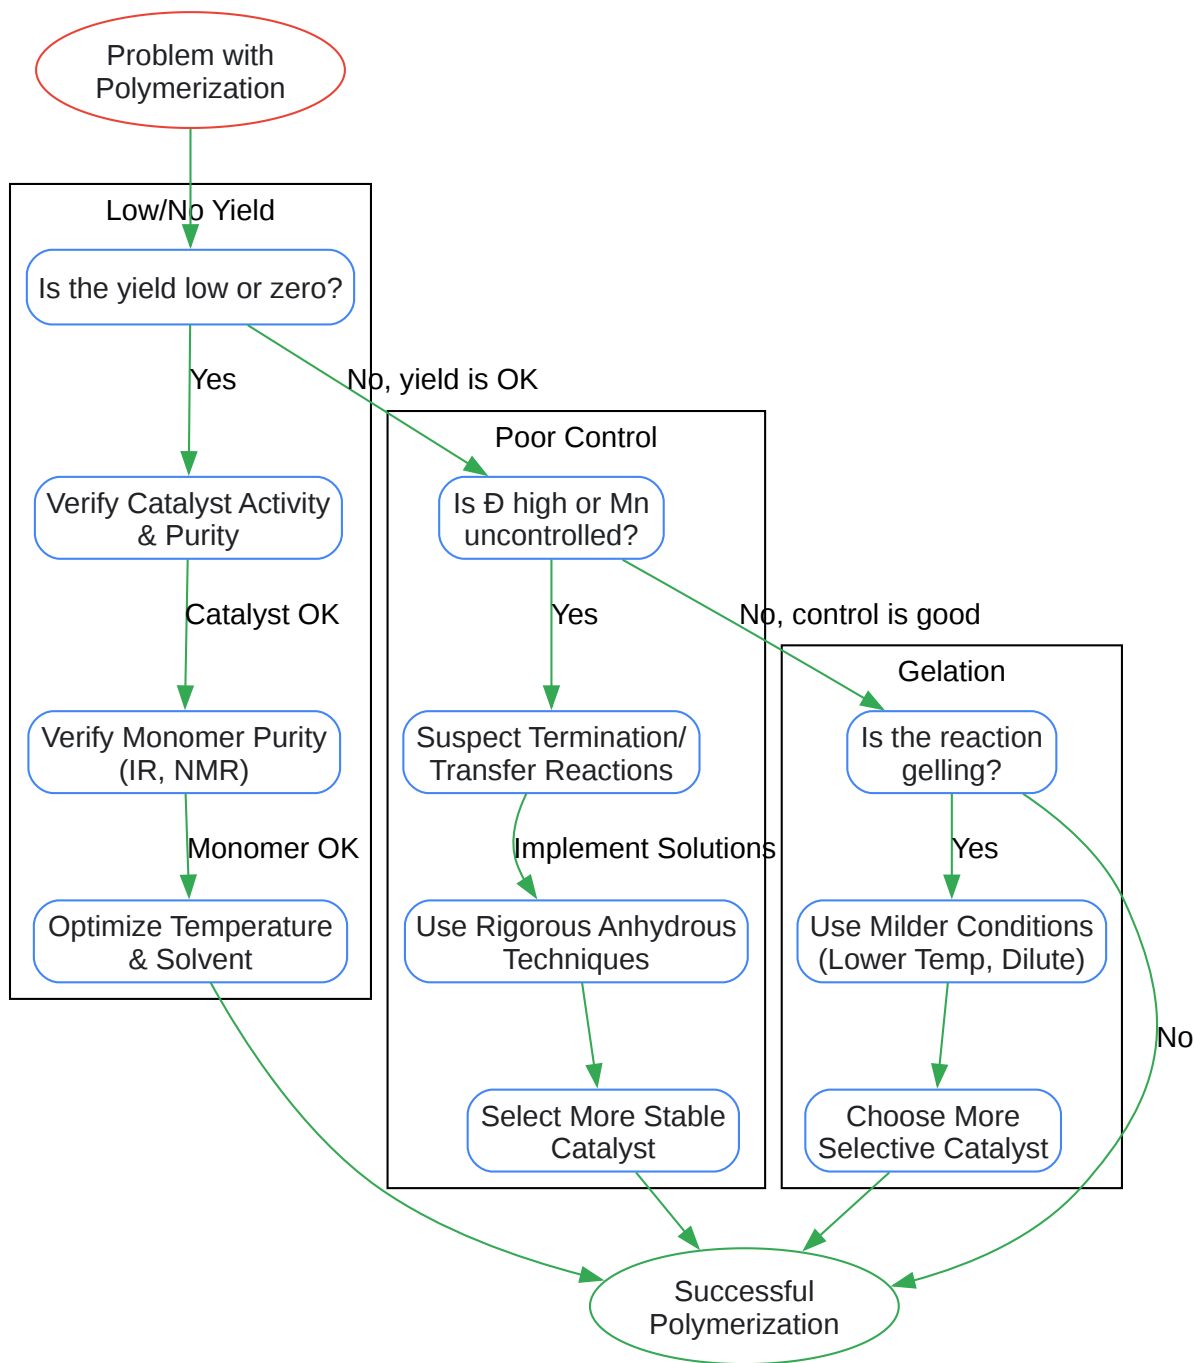 Problem with
Polymerization
Low/No Yield
Is the yield low or zero?
Yes
No, yield is OK
Poor Control
Verify Catalyst Activity
& Purity
Is Đ high or Mn
uncontrolled?
Catalyst OK
Yes
No, control is good
Gelation
Verify Monomer Purity
(IR, NMR)
Suspect Termination/
Transfer Reactions
Is the reaction
gelling?
Monomer OK
Implement Solutions
Yes
Optimize Temperature
& Solvent
Use Rigorous Anhydrous
Techniques
Use Milder Conditions
(Lower Temp, Dilute)
No
Select More Stable
Catalyst
Choose More
Selective Catalyst
Successful
Polymerization